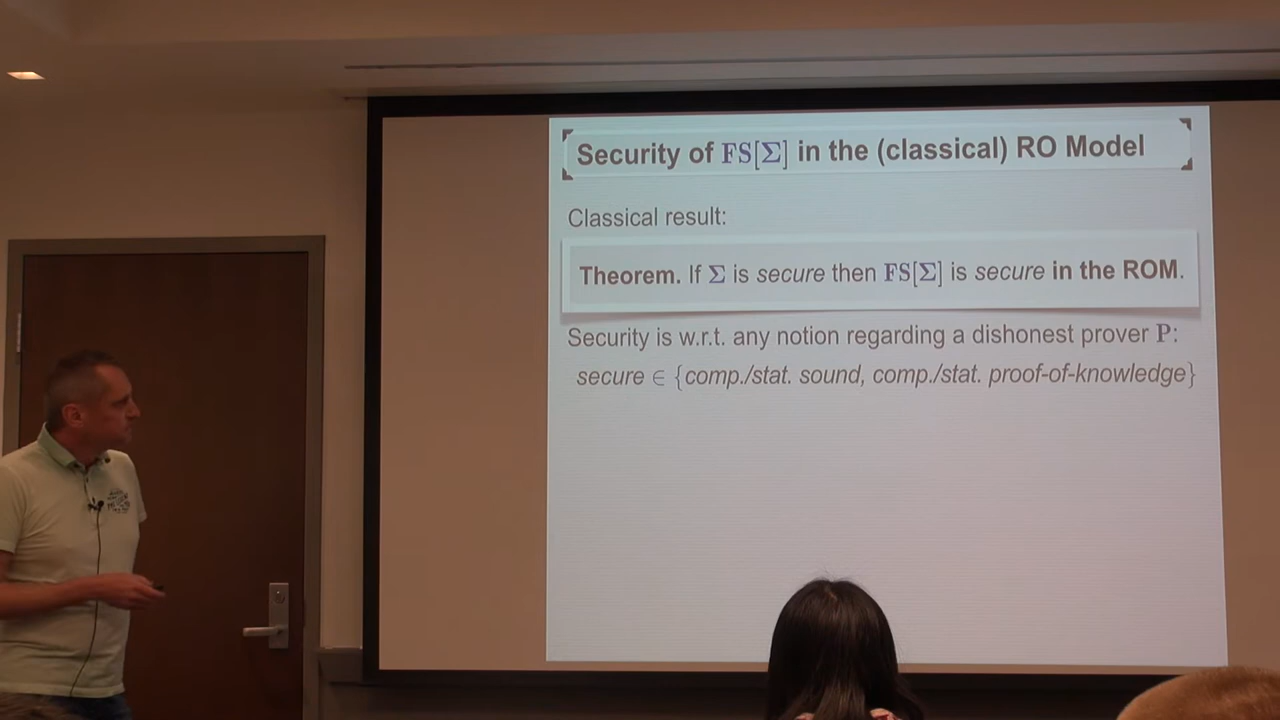 Security of FS[Σ] in the (classical) RO Model
Classical result:
Theorem. If Σ is secure then FS[Σ] is secure in the ROM.
Security is w.r.t. any notion regarding a dishonest prover P:
secure ∈ {comp./stat. sound, comp./stat. proof-of-knowledge}